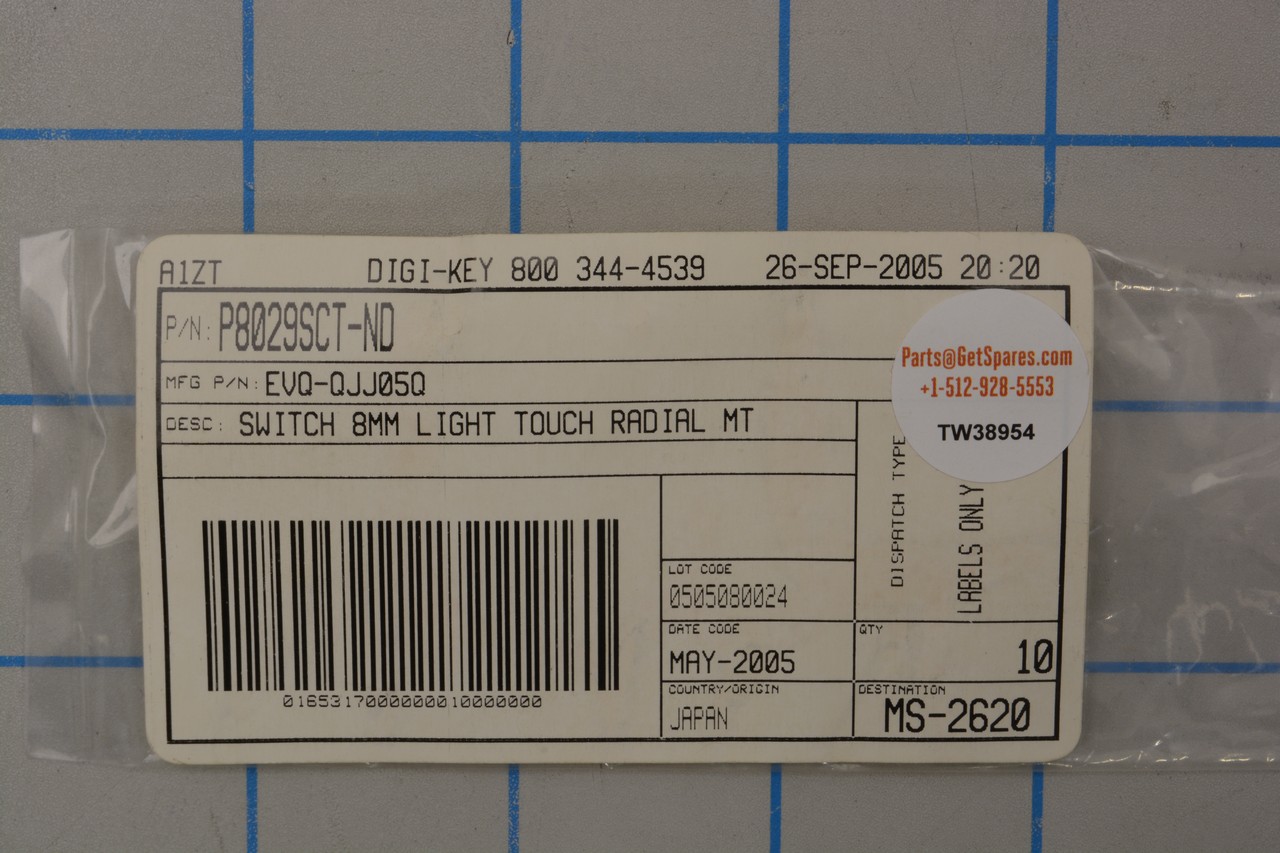 A1ZT DIGI-KEY 800 344-4539 26-SEP-2005 20:20
P/N: P8029SCT-ND
Parts@GetSpares.com
+1-512-928-5553
TW38954
MFG P/N: EVQ-QJJ05Q
DESC: SWITCH 8MM LIGHT TOUCH RADIAL MT
DISPATCH TYPE
LABELS ONLY
LOT CODE
0505080024
DATE CODE
MAY-2005
QTY
10
COUNTRY/ORIGIN
JAPAN
DESTINATION
MS-2620
0165317000000010000000